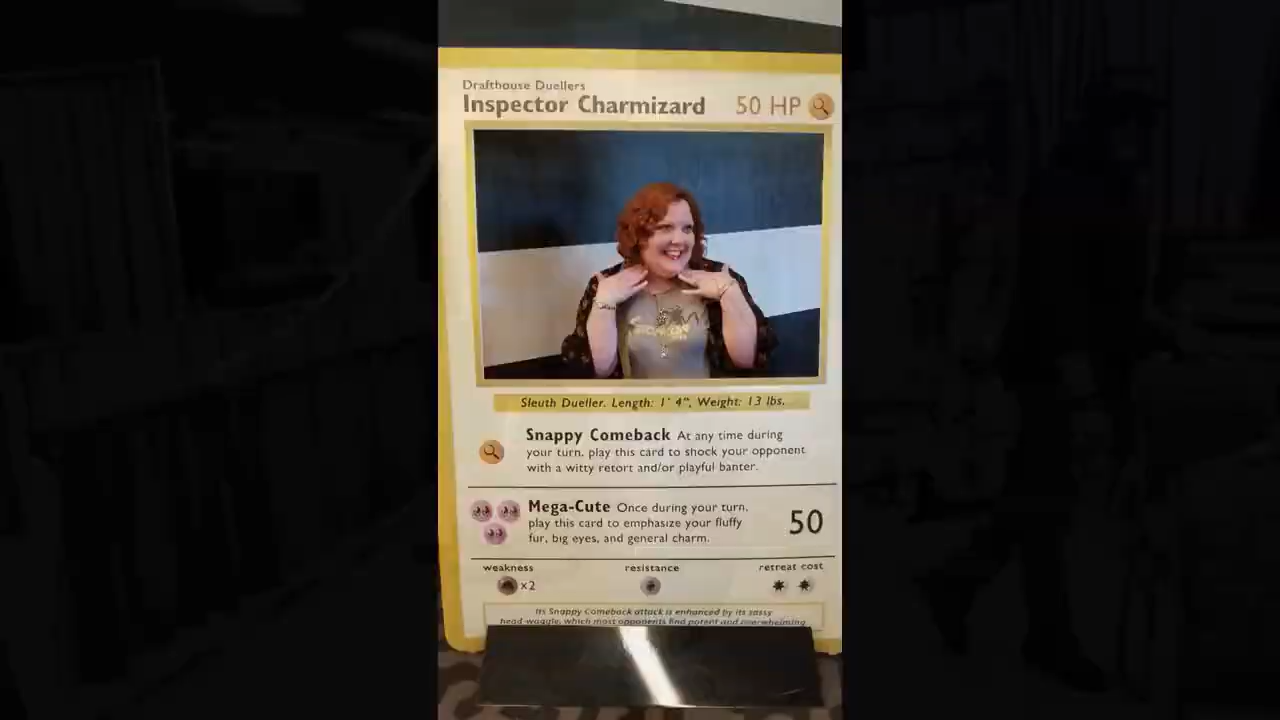 Drafthouse Duellers
Inspector Charmizard 50 HP
Sleuth Dueller. Length: 1' 4", Weight: 13 lbs.
Snappy Comeback At any time during
your turn, play this card to shock your opponent
with a witty retort and/or playful banter.
Mega-Cute Once during your turn,
play this card to emphasize your fluffy
fur, big eyes, and general charm.
50
weakness resistance retreat cost
x2
Its Snappy Comeback attack is enhanced by its sassy
head-waggle, which most opponents find potent and overwhelming